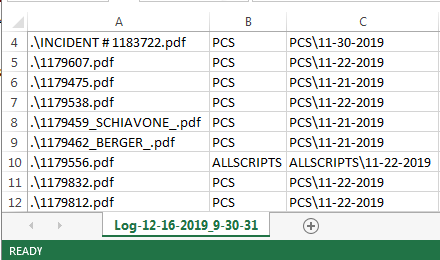 A B C
4 .\INCIDENT # 1183722.pdf PCS PCS\11-30-2019
5 .\1179607.pdf PCS PCS\11-22-2019
6 .\1179475.pdf PCS PCS\11-21-2019
7 .\1179538.pdf PCS PCS\11-22-2019
8 .\1179459_SCHIAVONE_.pdf PCS PCS\11-21-2019
9 .\1179462_BERGER_.pdf PCS PCS\11-21-2019
10 .\1179556.pdf ALLSCRIPTS ALLSCRIPTS\11-22-2019
11 .\1179832.pdf PCS PCS\11-22-2019
12 .\1179812.pdf PCS PCS\11-22-2019
Log-12-16-2019_9-30-31
READY